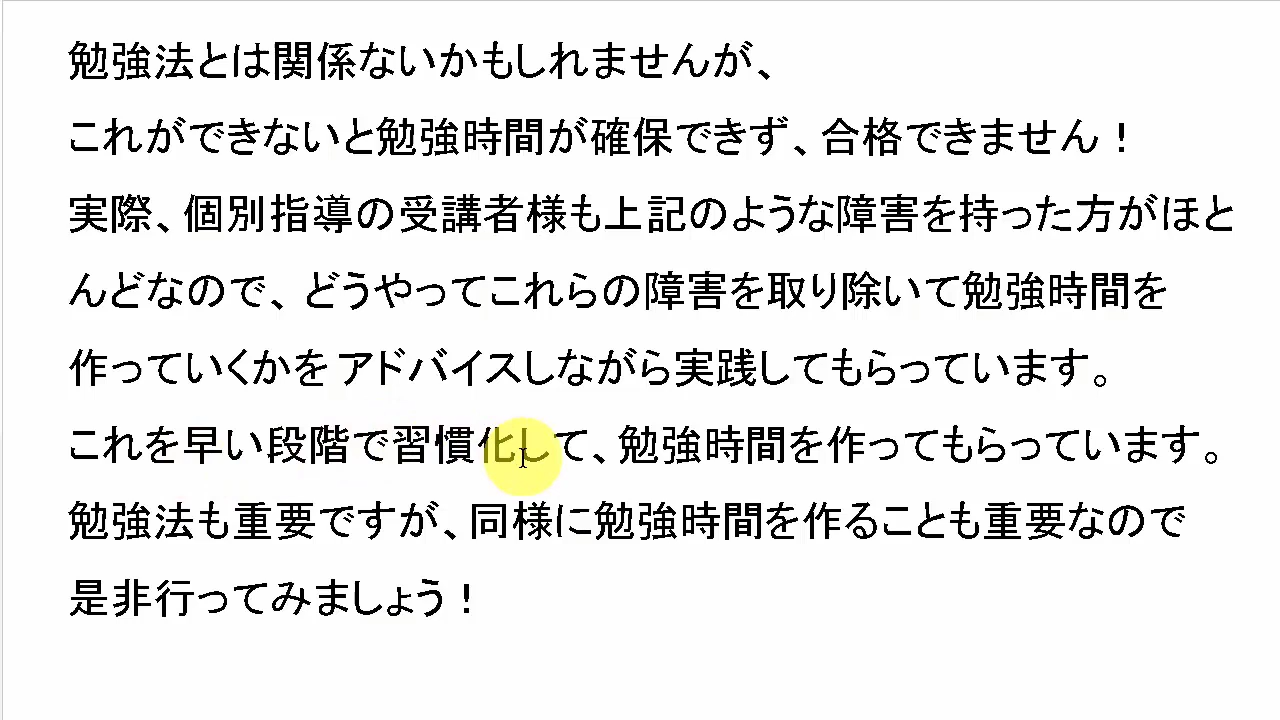 勉強法とは関係ないかもしれませんが、
これができないと勉強時間が確保できず、合格できません！
実際、個別指導の受講者様も上記のような障害を持った方がほと
んどなので、どうやってこれらの障害を取り除いて勉強時間を
作っていくかをアドバイスしながら実践してもらっています。
これを早い段階で習慣化して、勉強時間を作ってもらっています。
勉強法も重要ですが、同様に勉強時間を作ることも重要なので
是非行ってみましょう！